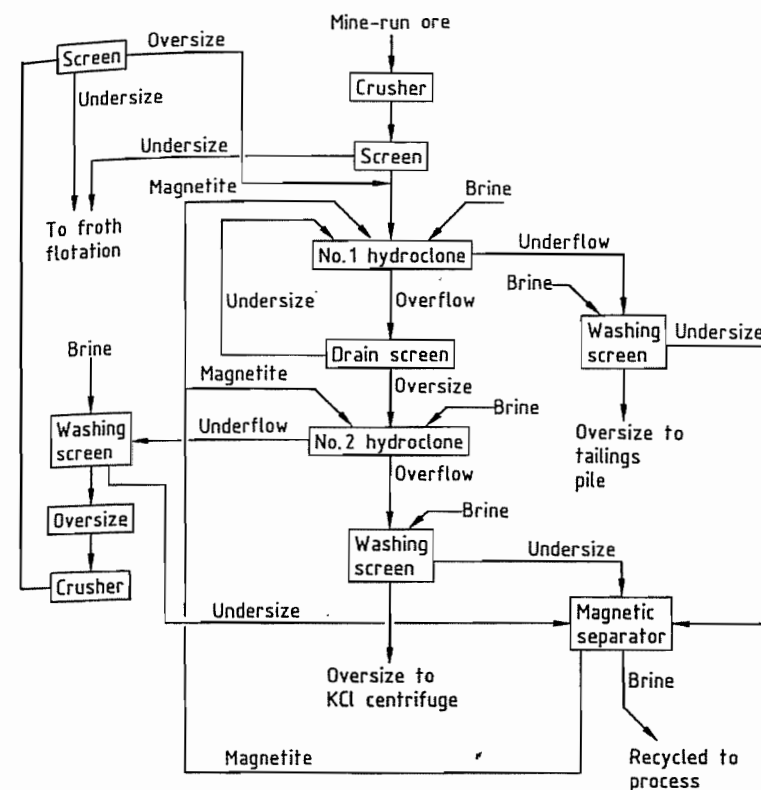 Mine-run ore
Oversize
Screen
Crusher
Undersize
Undersize
Screen
Magnetite
Brine
To froth
flotation
No.1 hydroclone
Underflow
Undersize
Overflow
Brine
Washing
screen
Undersize
Brine
Drain screen
Magnetite
Oversize
Brine
Washing
screen
Underflow
No.2 hydroclone
Oversize to
tailings
pile
Overflow
Oversize
Brine
Washing
screen
Undersize
Crusher
Undersize
Magnetic
separator
Oversize to
KCl centrifuge
Brine
Magnetite
Recycled to
process